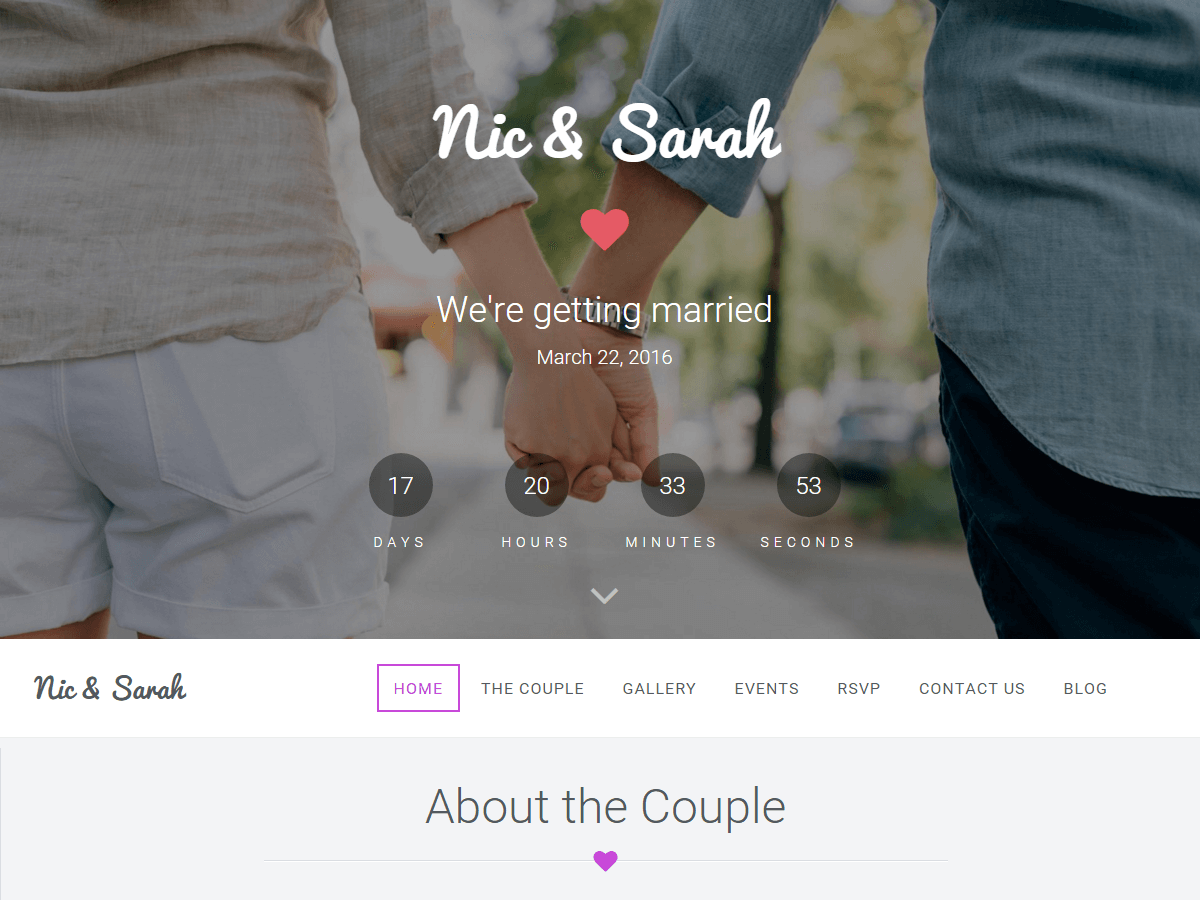 Nic & Sarah
We're getting married
March 22, 2016
17 20 33 53
DAYS HOURS MINUTES SECONDS
Nic & Sarah HOME THE COUPLE GALLERY EVENTS RSVP CONTACT US BLOG
About the Couple